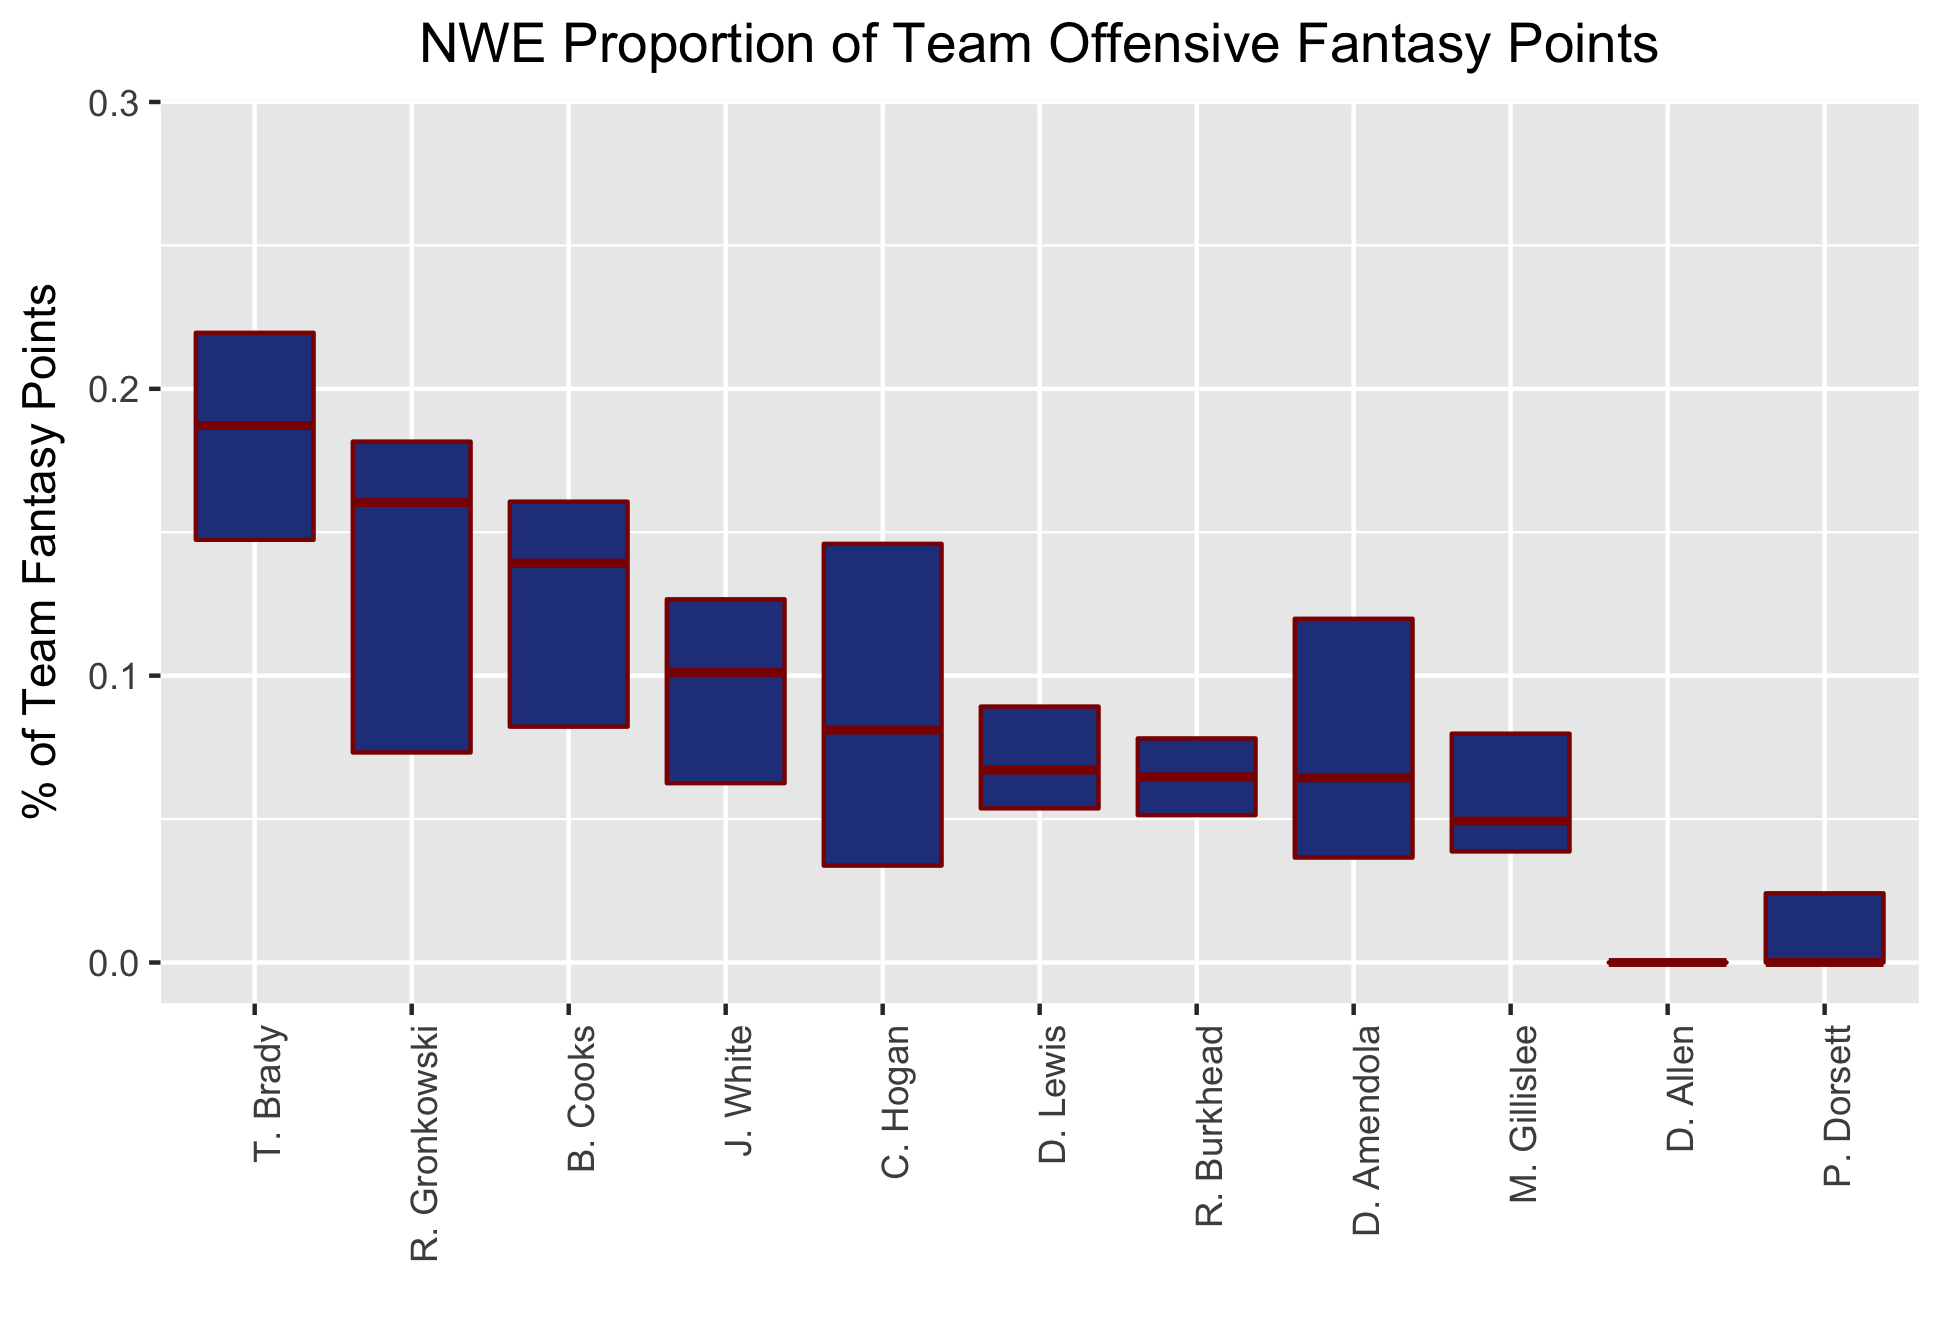 NWE Proportion of Team Offensive Fantasy Points
% of Team Fantasy Points
0.3
0.2
0.1
0.0
T. Brady
R. Gronkowski
B. Cooks
J. White
C. Hogan
D. Lewis
R. Burkhead
D. Amendola
M. Gillislee
D. Allen
P. Dorsett